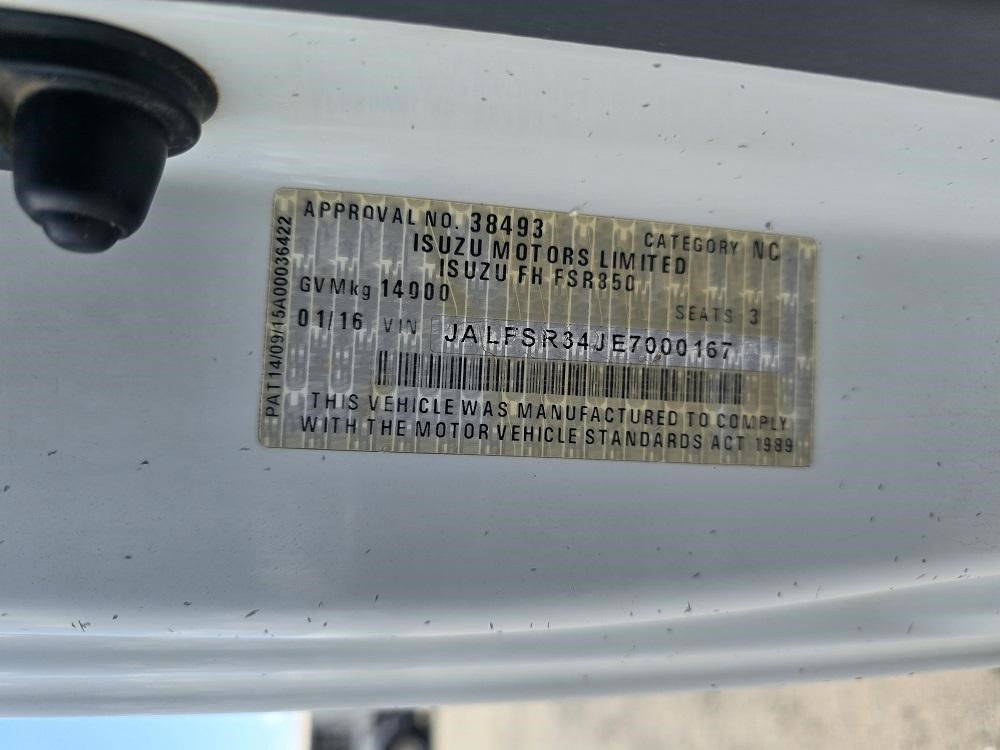 APPROVAL NO. 38493 CATEGORY NC
ISUZU MOTORS LIMITED
ISUZU FH FSR850
GVMkg 14000 SEATS 3
01/16 VIN JALFSR34JE7000167
THIS VEHICLE WAS MANUFACTURED TO COMPLY
WITH THE MOTOR VEHICLE STANDARDS ACT 1989
PAT14/09/15A00036422